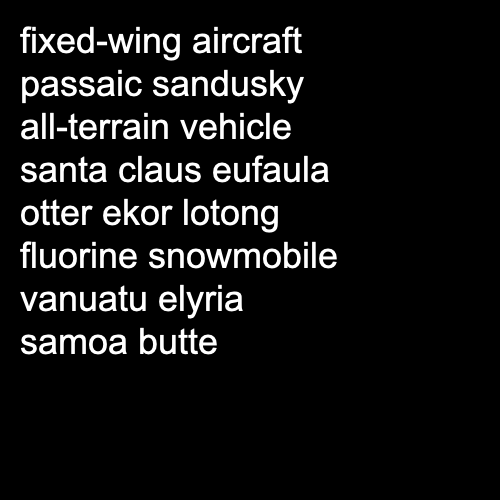 fixed-wing aircraft
passaic sandusky
all-terrain vehicle
santa claus eufaula
otter ekor lotong
fluorine snowmobile
vanuatu elyria
samoa butte